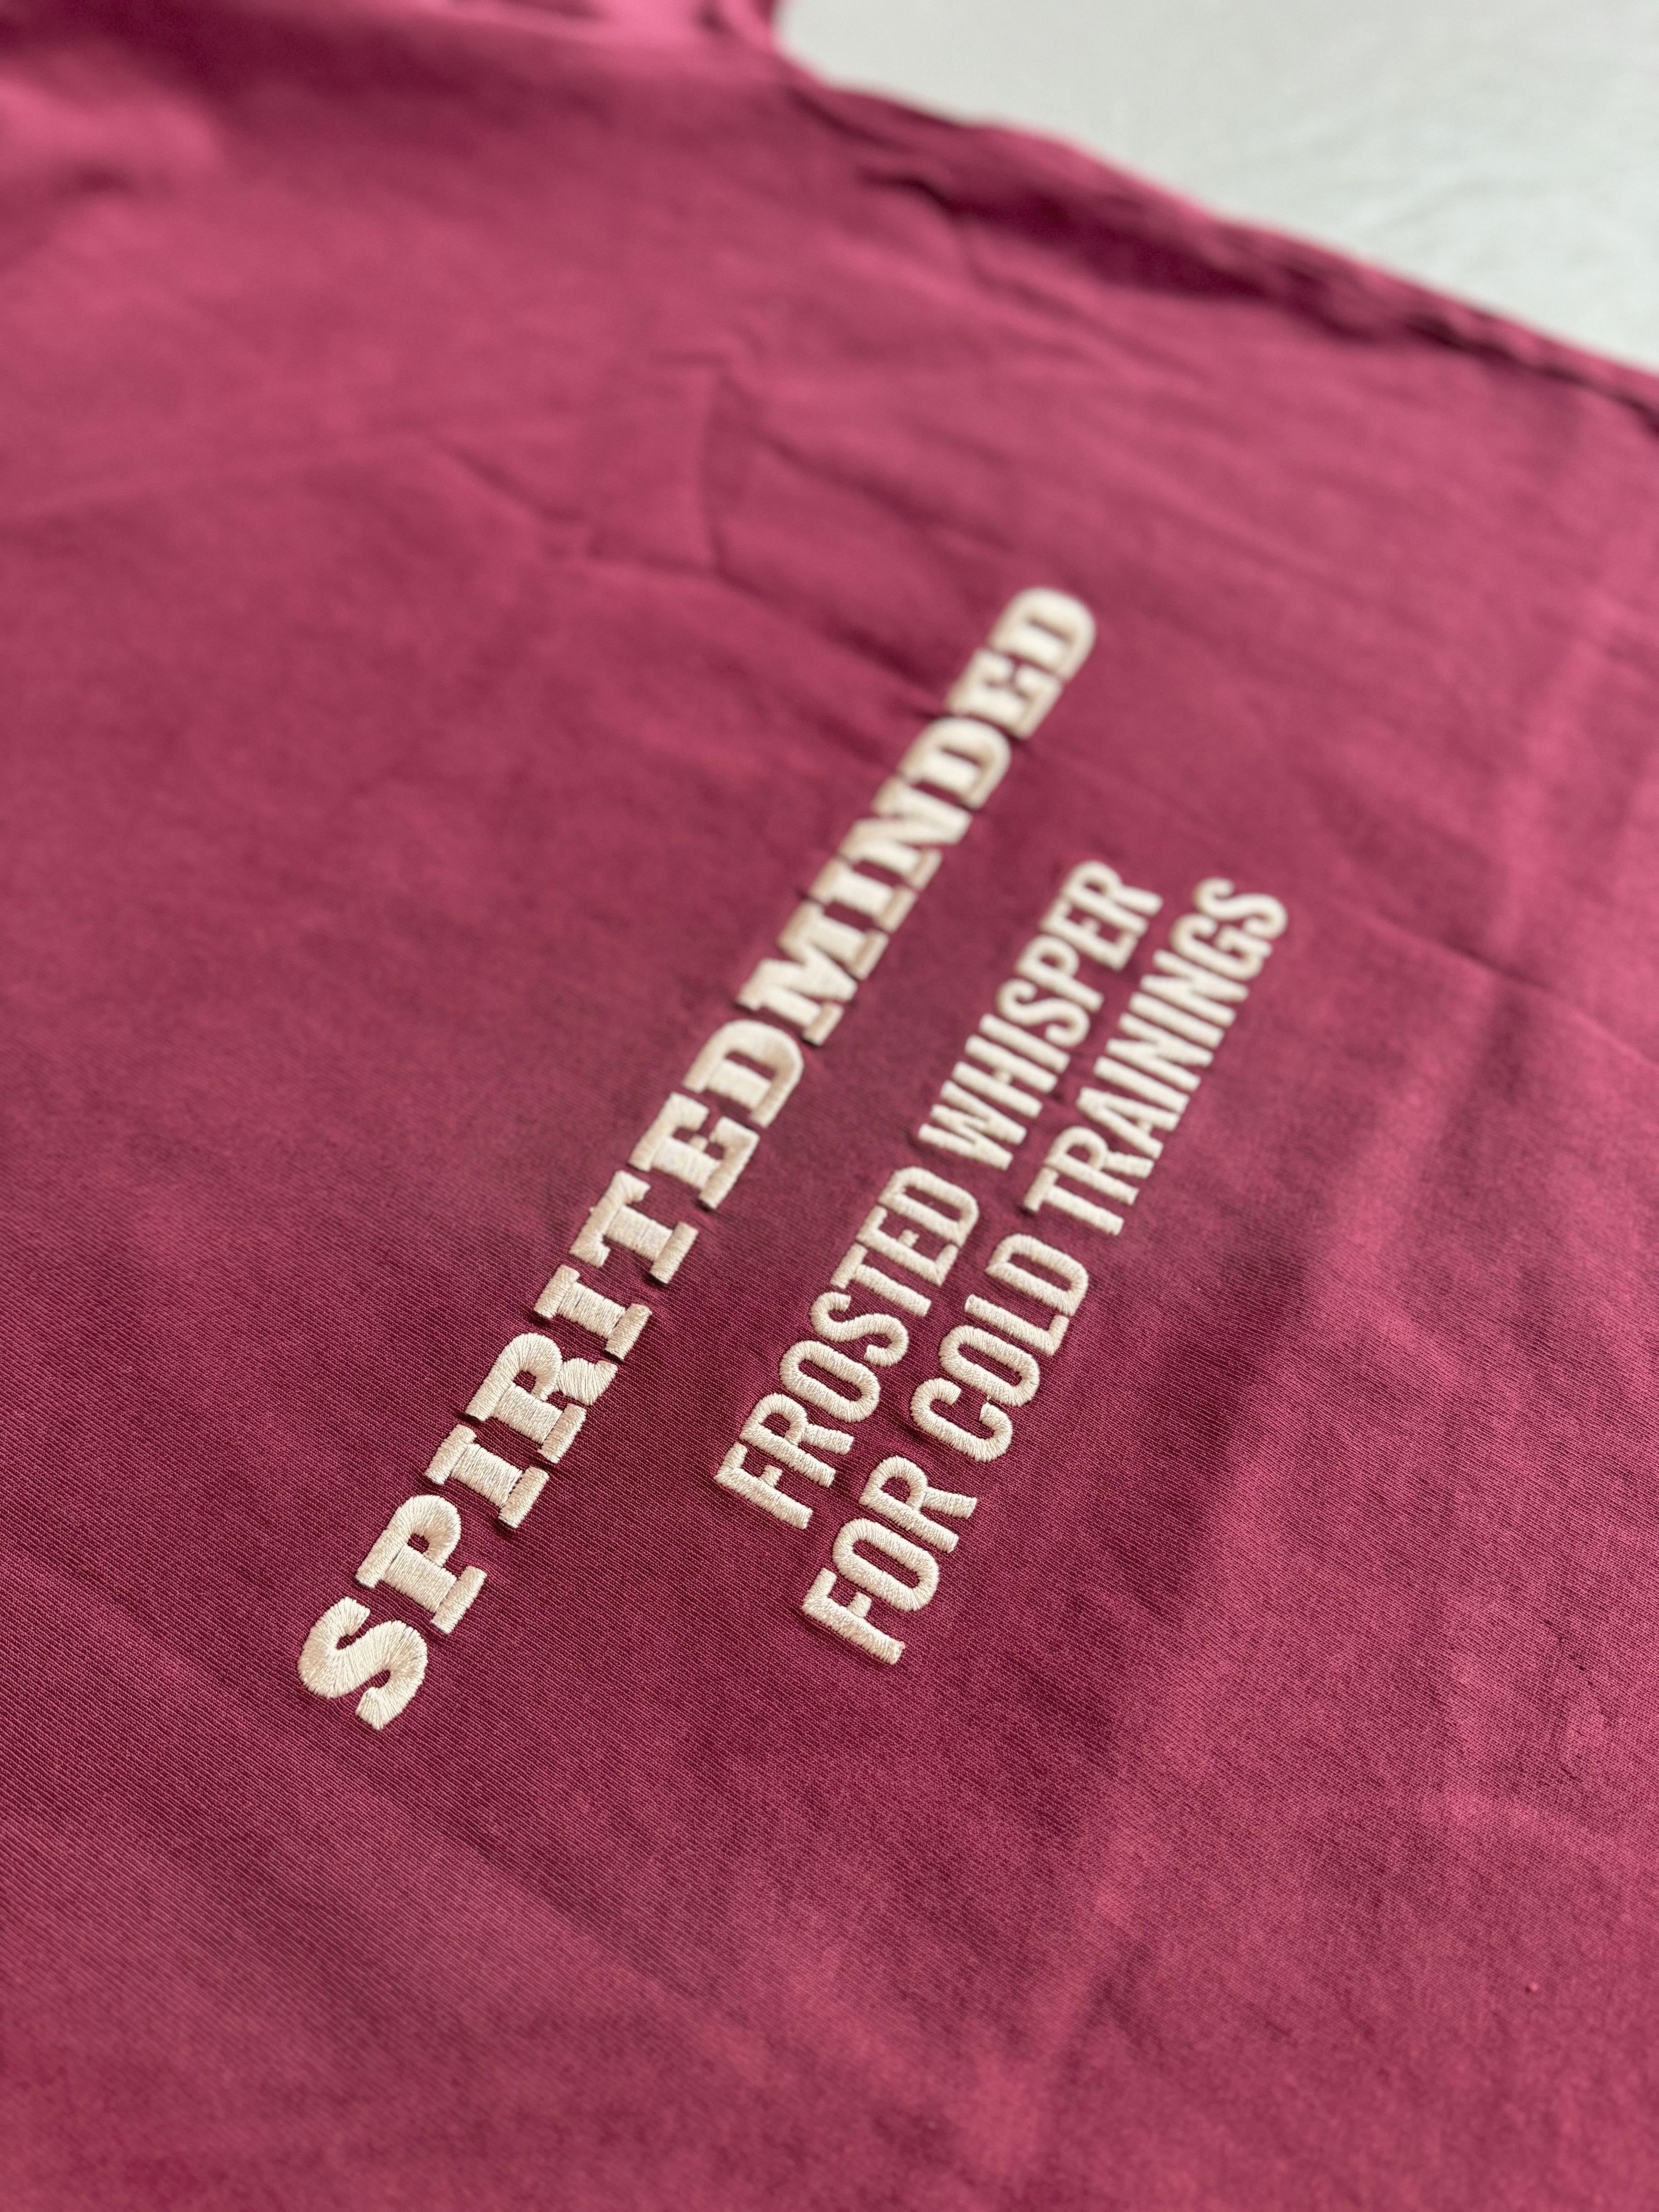 SPIRITEDMINDED
FROSTED WHISPER
FOR COLD TRAININGS